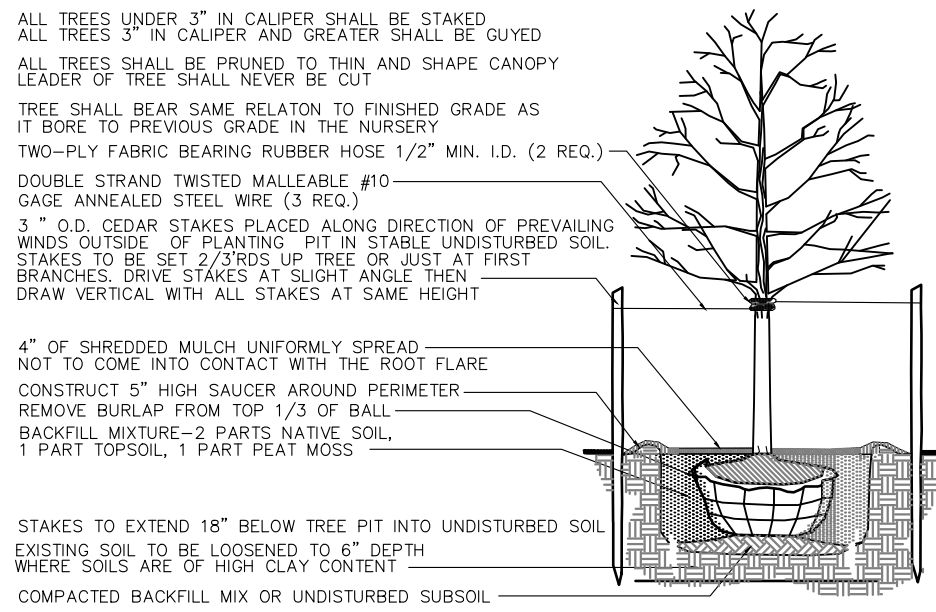 ALL TREES UNDER 3" IN CALIPER SHALL BE STAKED
ALL TREES 3" IN CALIPER AND GREATER SHALL BE GUYED
ALL TREES SHALL BE PRUNED TO THIN AND SHAPE CANOPY
LEADER OF TREE SHALL NEVER BE CUT
TREE SHALL BEAR SAME RELATON TO FINISHED GRADE AS
IT BORE TO PREVIOUS GRADE IN THE NURSERY
TWO-PLY FABRIC BEARING RUBBER HOSE 1/2" MIN. I.D. (2 REQ.)
DOUBLE STRAND TWISTED MALLEABLE #10
GAGE ANNEALED STEEL WIRE (3 REQ.)
3 " O.D. CEDAR STAKES PLACED ALONG DIRECTION OF PREVAILING
WINDS OUTSIDE OF PLANTING PIT IN STABLE UNDISTURBED SOIL.
STAKES TO BE SET 2/3'RDS UP TREE OR JUST AT FIRST
BRANCHES. DRIVE STAKES AT SLIGHT ANGLE THEN
DRAW VERTICAL WITH ALL STAKES AT SAME HEIGHT
4" OF SHREDDED MULCH UNIFORMLY SPREAD
NOT TO COME INTO CONTACT WITH THE ROOT FLARE
CONSTRUCT 5" HIGH SAUCER AROUND PERIMETER
REMOVE BURLAP FROM TOP 1/3 OF BALL
BACKFILL MIXTURE-2 PARTS NATIVE SOIL,
1 PART TOPSOIL, 1 PART PEAT MOSS
STAKES TO EXTEND 18" BELOW TREE PIT INTO UNDISTURBED SOIL
EXISTING SOIL TO BE LOOSENED TO 6" DEPTH
WHERE SOILS ARE OF HIGH CLAY CONTENT
COMPACTED BACKFILL MIX OR UNDISTURBED SUBSOIL